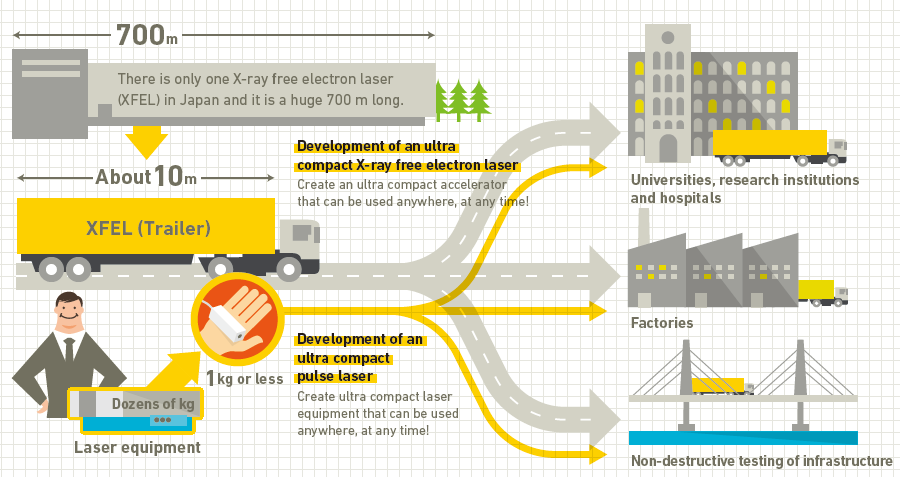 700m
There is only one X-ray free electron laser
(XFEL) in Japan and it is a huge 700 m long.
About 10m
XFEL (Trailer)
Development of an ultra
compact X-ray free electron laser
Create an ultra compact accelerator
that can be used anywhere, at any time!
1kg or less
Dozens of kg
Laser equipment
Development of an
ultra compact
pulse laser
Create ultra compact laser
equipment that can be used
anywhere, at any time!
Universities, research institutions
and hospitals
Factories
Non-destructive testing of infrastructure